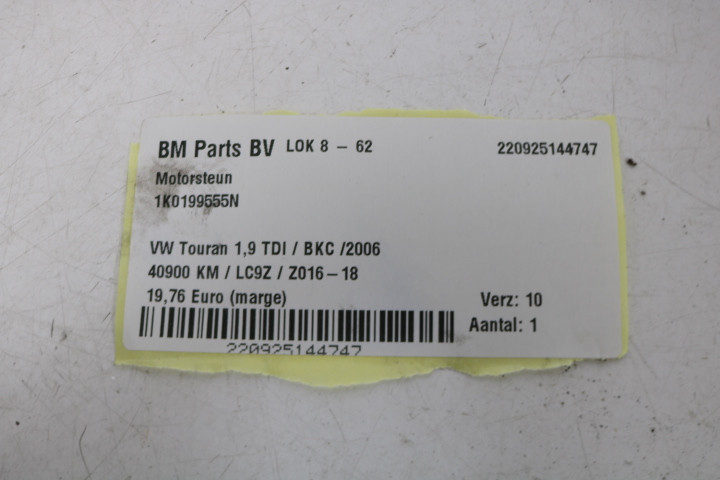 BM Parts BV LOK 8 - 62 220925144747
Motorsteun
1K0199555N
VW Touran 1,9 TDI / BKC /2006
40900 KM / LC9Z / Z016-18
19,76 Euro (marge) Verz: 10
Aantal: 1
220925144747